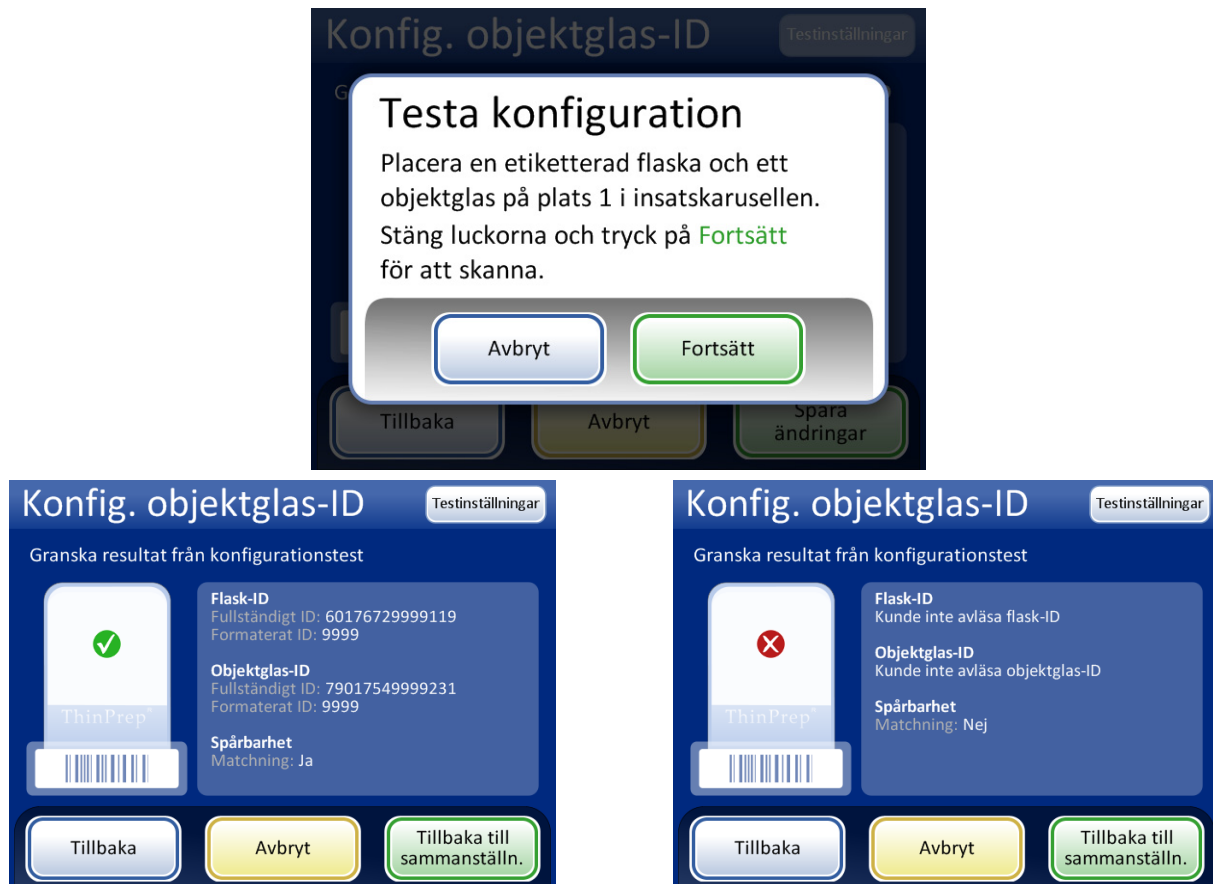 Konfig. objektglas-ID
Testinställningar
G
Testa konfiguration
Placera en etiketterad flaska och ett
objektglas på plats 1 i insatskarusellen.
Stäng luckorna och tryck på Fortsätt
för att skanna.
Avbryt
Fortsätt
Tillbaka
Avbryt
Spara
ändringar
Konfig. objektglas-ID
Testinställningar
Granska resultat från konfigurationstest
Flask-ID
Fullständigt ID: 60176729999119
Formaterat ID: 9999
Objektglas-ID
Fullständigt ID: 79017549999231
Formaterat ID: 9999
Spårbarhet
Matchning: Ja
ThinPrep®
Tillbaka
Avbryt
Tillbaka till
sammanställn.
Konfig. objektglas-ID
Testinställningar
Granska resultat från konfigurationstest
Flask-ID
Kunde inte avläsa flask-ID
Objektglas-ID
Kunde inte avläsa objektglas-ID
Spårbarhet
Matchning: Nej
ThinPrep®
Tillbaka
Avbryt
Tillbaka till
sammanställn.